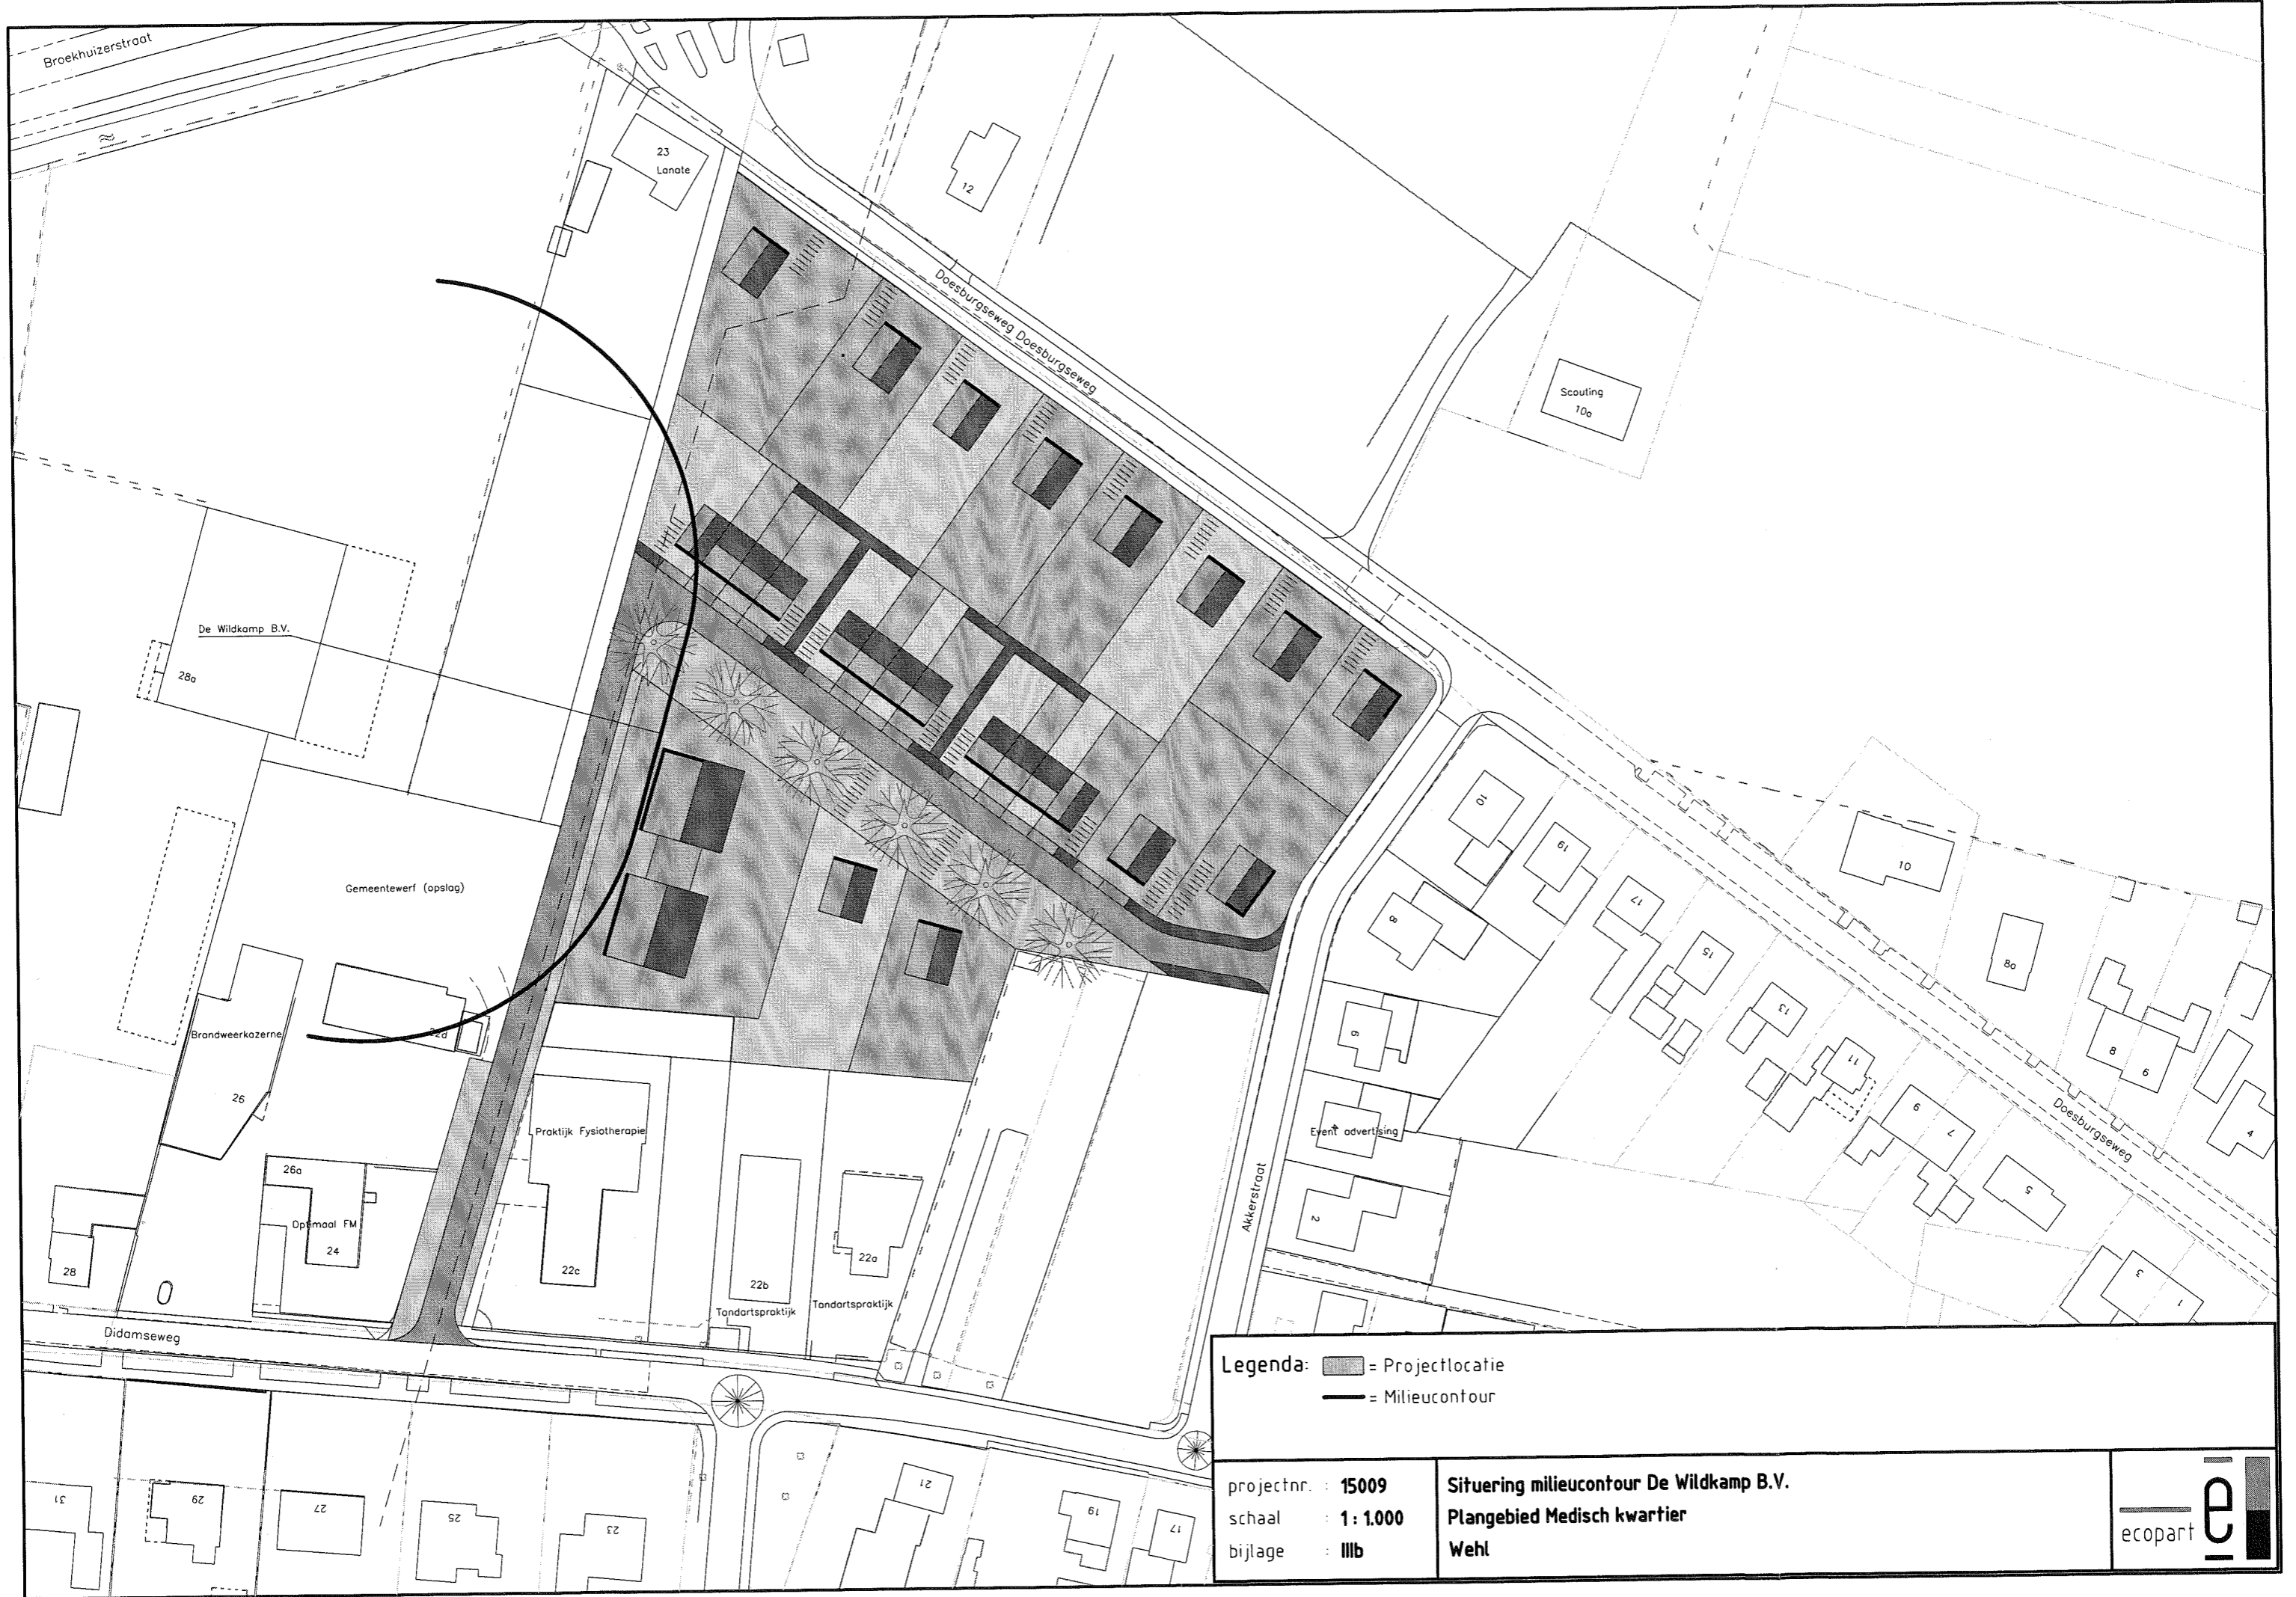 Broekhuizerstraat
23
Lanate
12
Doesburgseweg Doesburgseweg
Scouting
10a
De Wildkamp B.V.
28a
Gemeentewerf (opslag)
22d
Brandweerkazerne
26
26a
Optimaal FM
24
28
Praktijk Fysiotherapie
22c
22b
22a
Tandartspraktijk
Tandartspraktijk
Didamseweg
Akkerstraat
10
8
6
Event advertising
4
2
19
17
15
13
11
9
7
5
3
1
10
8a
8
6
4
Doesburgseweg
31
29
27
25
23
21
19
17
Legenda:
= Projectlocatie
= Milieucontour
projectnr. : 15009
schaal : 1 : 1.000
bijlage : IIIb
Situering milieucontour De Wildkamp B.V.
Plangebied Medisch kwartier
Wehl
ecopart
e